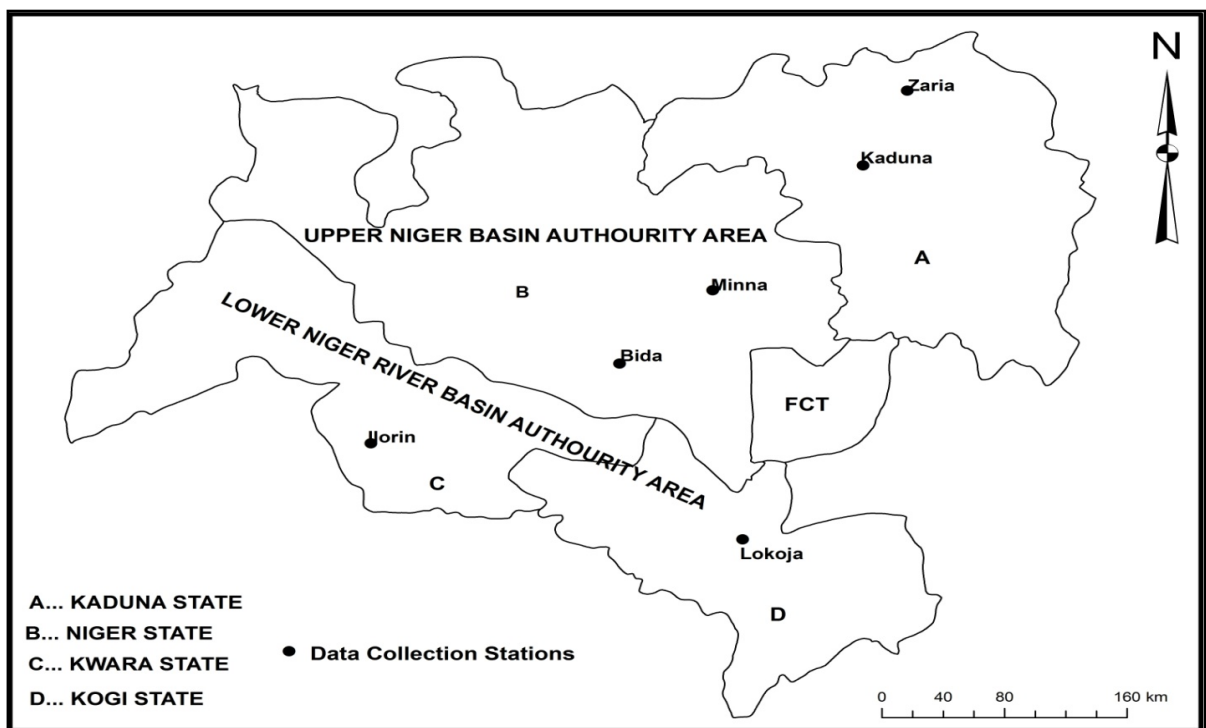 N
Zaria
Kaduna
UPPER NIGER BASIN AUTHOURITY AREA
A
Minna
B
LOWER NIGER RIVER BASIN AUTHOURITY AREA
Bida
FCT
Ilorin
C
Lokoja
D
A... KADUNA STATE
B... NIGER STATE
C... KWARA STATE
D... KOGI STATE
Data Collection Stations
0 40 80 160 km